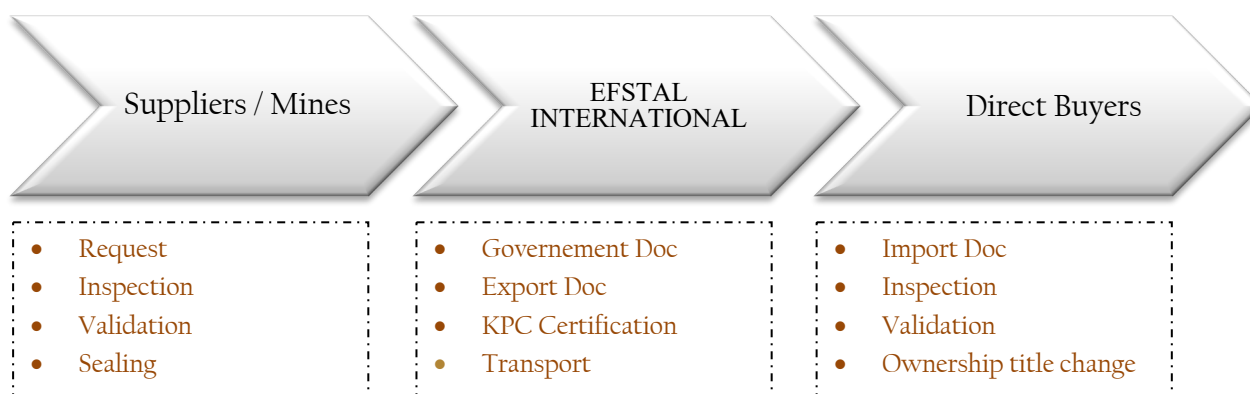 Suppliers / Mines
EFSTAL
INTERNATIONAL
Direct Buyers
• Request
• Inspection
• Validation
• Sealing
• Governement Doc
• Export Doc
• KPC Certification
• Transport
• Import Doc
• Inspection
• Validation
• Ownership title change